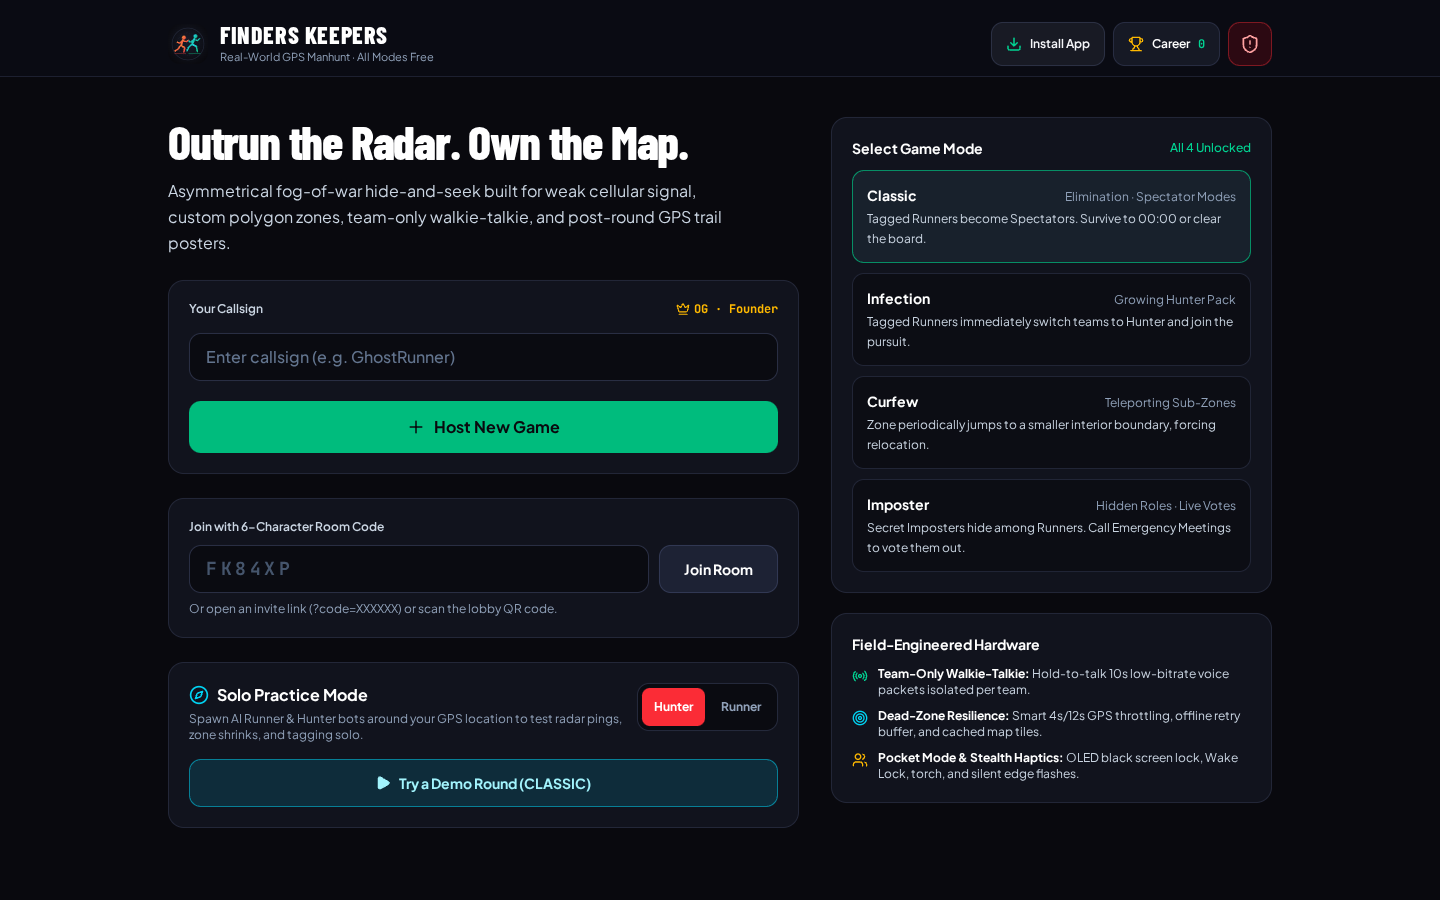 FINDERS KEEPERS
Real-World GPS Manhunt · All Modes Free
Install App
Career 0
Outrun the Radar. Own the Map.
Asymmetrical fog-of-war hide-and-seek built for weak cellular signal,
custom polygon zones, team-only walkie-talkie, and post-round GPS trail
posters.
Your Callsign
OG · Founder
Enter callsign (e.g. GhostRunner)
Host New Game
Join with 6-Character Room Code
FK84XP
Join Room
Or open an invite link (?code=XXXXXX) or scan the lobby QR code.
Solo Practice Mode
Spawn AI Runner & Hunter bots around your GPS location to test radar pings,
zone shrinks, and tagging solo.
Hunter
Runner
Try a Demo Round (CLASSIC)
Select Game Mode
All 4 Unlocked
Classic
Elimination · Spectator Modes
Tagged Runners become Spectators. Survive to 00:00 or clear
the board.
Infection
Growing Hunter Pack
Tagged Runners immediately switch teams to Hunter and join the
pursuit.
Curfew
Teleporting Sub-Zones
Zone periodically jumps to a smaller interior boundary, forcing
relocation.
Imposter
Hidden Roles · Live Votes
Secret Imposters hide among Runners. Call Emergency Meetings
to vote them out.
Field-Engineered Hardware
Team-Only Walkie-Talkie: Hold-to-talk 10s low-bitrate voice
packets isolated per team.
Dead-Zone Resilience: Smart 4s/12s GPS throttling, offline retry
buffer, and cached map tiles.
Pocket Mode & Stealth Haptics: OLED black screen lock, Wake
Lock, torch, and silent edge flashes.